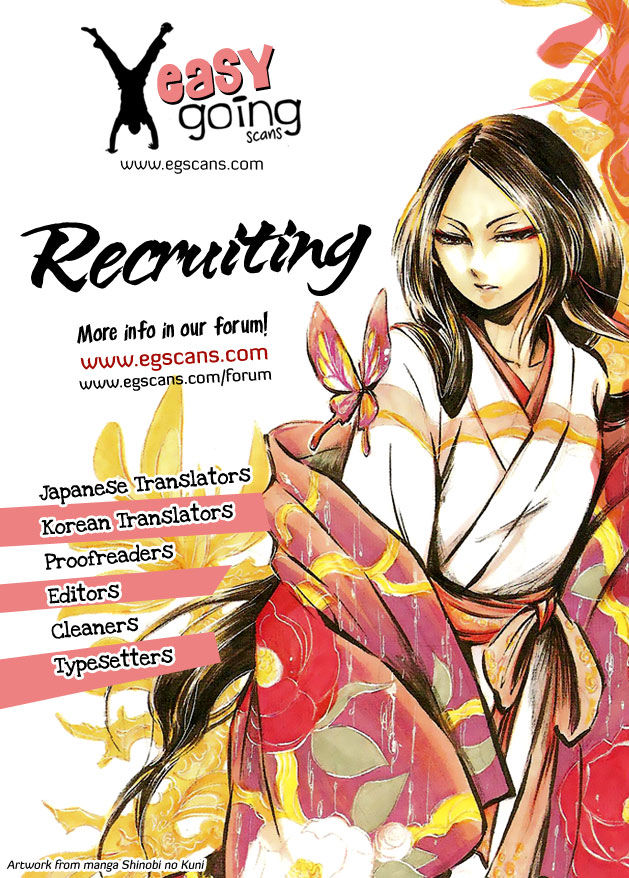 easy
going
scans
www.egscans.com
Recruiting
More info in our forum!
www.egscans.com
www.egscans.com/forum
Japanese Translators
Korean Translators
Proofreaders
Editors
Cleaners
Typesetters
Artwork from manga Shinobi no Kuni